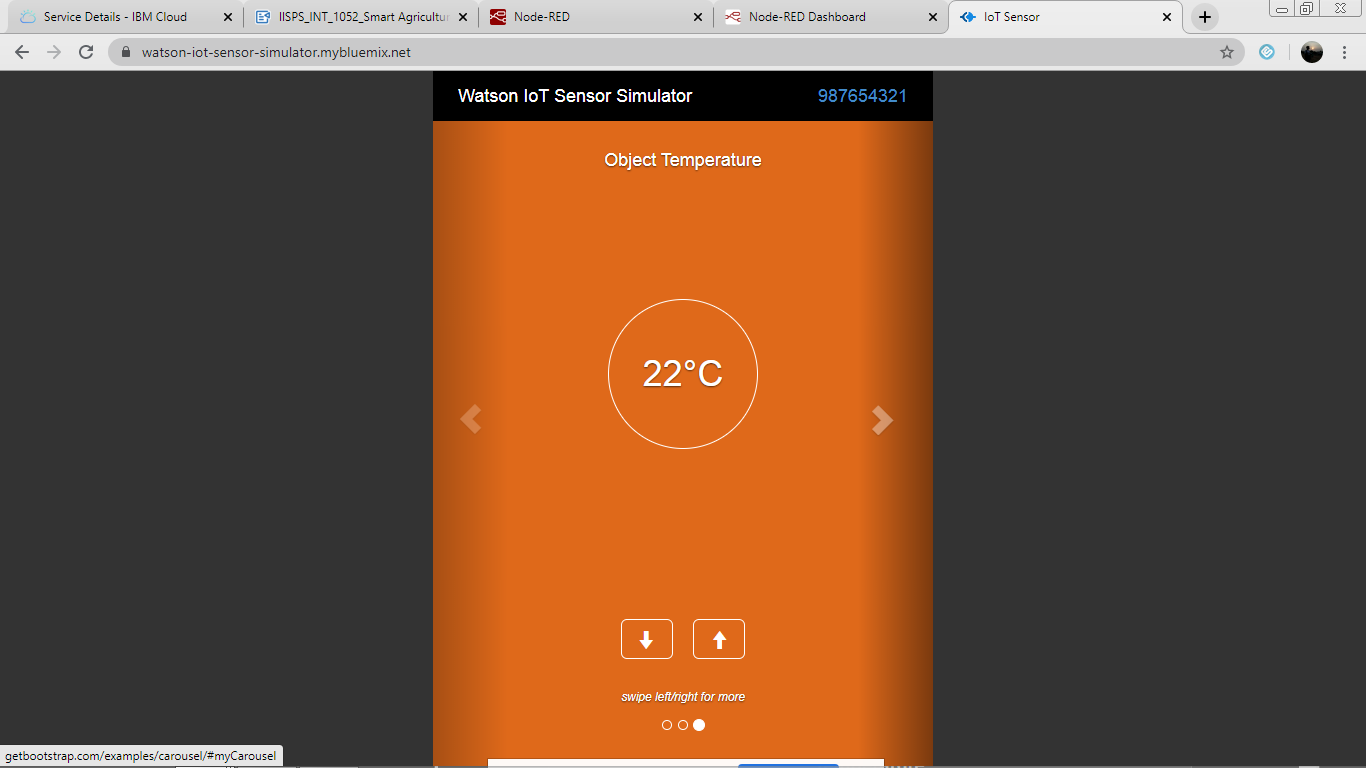 Service Details - IBM Cloud
IISPS_INT_1052_Smart Agricultur
Node-RED
Node-RED Dashboard
IoT Sensor
watson-iot-sensor-simulator.mybluemix.net
Watson IoT Sensor Simulator
987654321
Object Temperature
22°C
swipe left/right for more
getbootstrap.com/examples/carousel/#myCarousel